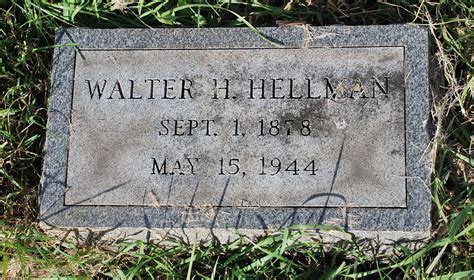 WALTER H. HELLMAN
SEPT. 1, 1878
MAY 15, 1944